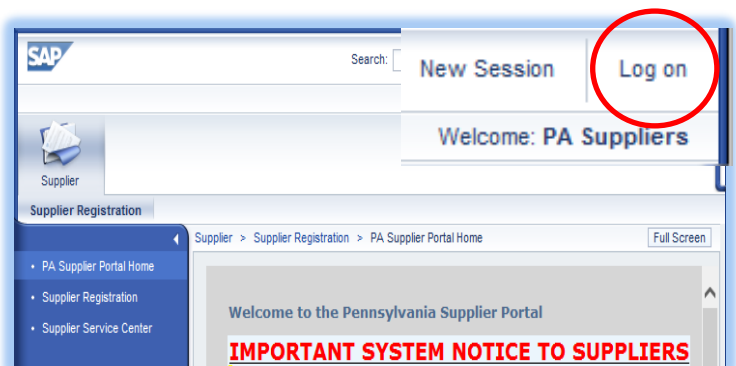 SAP
Search:
New Session
Log on
Welcome: PA Suppliers
Supplier
Supplier Registration
Supplier > Supplier Registration > PA Supplier Portal Home
Full Screen
• PA Supplier Portal Home
• Supplier Registration
• Supplier Service Center
Welcome to the Pennsylvania Supplier Portal
IMPORTANT SYSTEM NOTICE TO SUPPLIERS